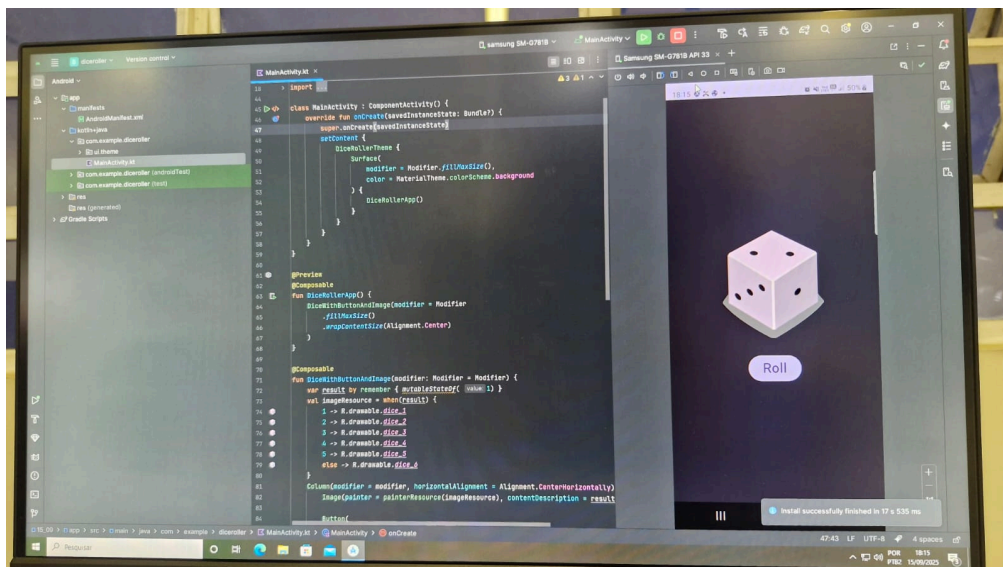 diceroller
Version control
samsung SM-G781B
MainActivity
Android
app
manifests
AndroidManifest.xml
kotlin+java
com.example.diceroller
ui.theme
MainActivity.kt
com.example.diceroller (androidTest)
com.example.diceroller (test)
res
res (generated)
Gradle Scripts
MainActivity.kt
3 1
import ...
class MainActivity : ComponentActivity() {
override fun onCreate(savedInstanceState: Bundle?) {
super.onCreate(savedInstanceState)
setContent {
DiceRollerTheme {
Surface(
modifier = Modifier.fillMaxSize(),
color = MaterialTheme.colorScheme.background
) {
DiceRollerApp()
}
}
}
}
}
@Preview
@Composable
fun DiceRollerApp() {
DiceWithButtonAndImage(modifier = Modifier
.fillMaxSize()
.wrapContentSize(Alignment.Center)
)
}
@Composable
fun DiceWithButtonAndImage(modifier: Modifier = Modifier) {
var result by remember { mutableStateOf( value: 1) }
val imageResource = when(result) {
1 -> R.drawable.dice_1
2 -> R.drawable.dice_2
3 -> R.drawable.dice_3
4 -> R.drawable.dice_4
5 -> R.drawable.dice_5
else -> R.drawable.dice_6
}
Column(modifier = modifier, horizontalAlignment = Alignment.CenterHorizontally)
Image(painter = painterResource(imageResource), contentDescription = result
Button(
Samsung SM-G781B API 33
18:15
50%
Roll
Install successfully finished in 17 s 535 ms
app > src > main > java > com > example > diceroller > MainActivity.kt > MainActivity > onCreate
47:43 LF UTF-8 4 spaces
Pesquisar
POR
PTB2
18:15
15/09/2025